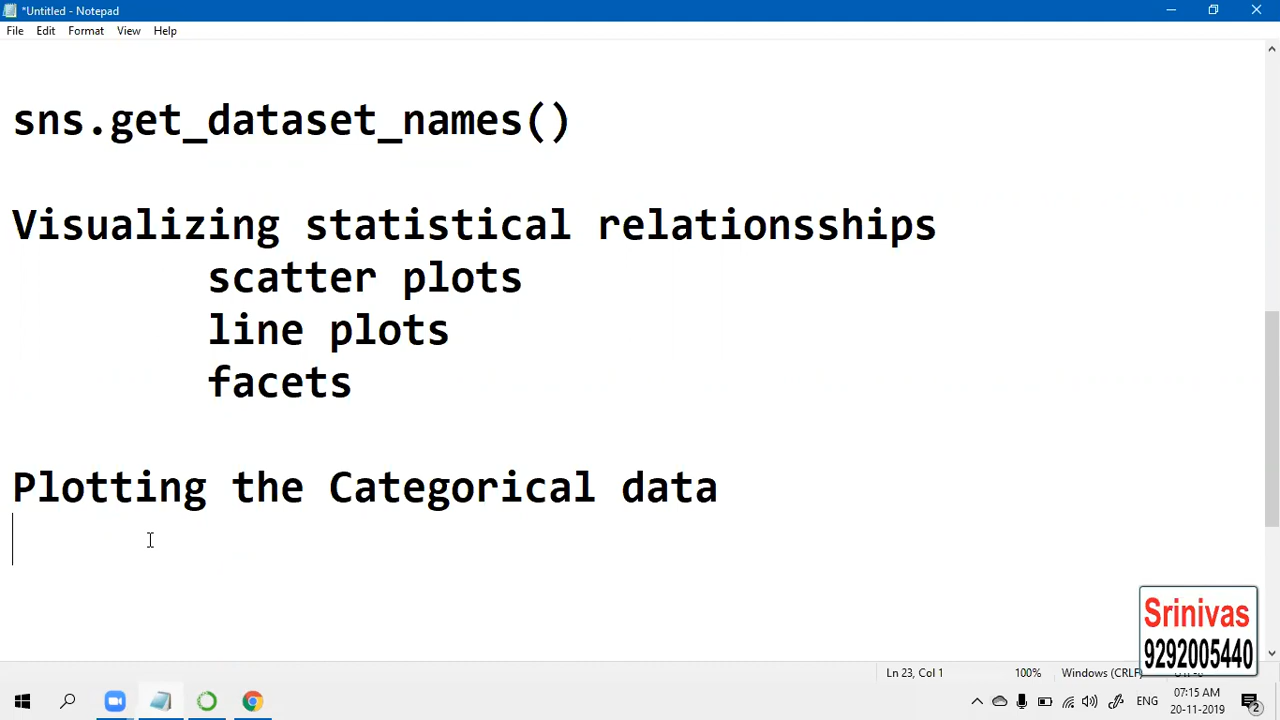 *Untitled - Notepad
File Edit Format View Help
sns.get_dataset_names()
Visualizing statistical relationsships
scatter plots
line plots
facets
Plotting the Categorical data
Srinivas
9292005440
Ln 23, Col 1 100% Windows (CRLF)
ENG
07:15 AM
20-11-2019
2